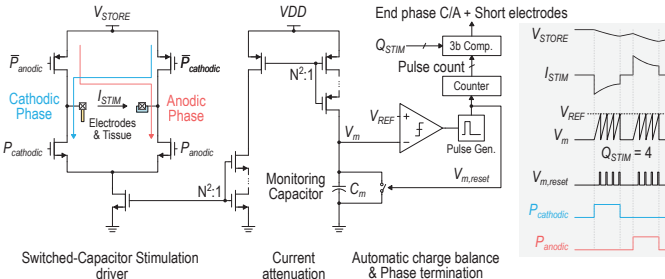 V_STORE
P̅_anodic
P̅_cathodic
Cathodic
Phase
I_STIM
Anodic
Phase
Electrodes
& Tissue
P_cathodic
P_anodic
N²:1
Switched-Capacitor Stimulation
driver
VDD
N²:1
Current
attenuation
End phase C/A + Short electrodes
Q_STIM
3b Comp.
Pulse count
Counter
V_REF
+
−
V_m
Pulse Gen.
Monitoring
Capacitor
C_m
V_m,reset
Automatic charge balance
& Phase termination
V_STORE
I_STIM
V_REF
V_m
Q_STIM = 4
V_m,reset
P_cathodic
P_anodic